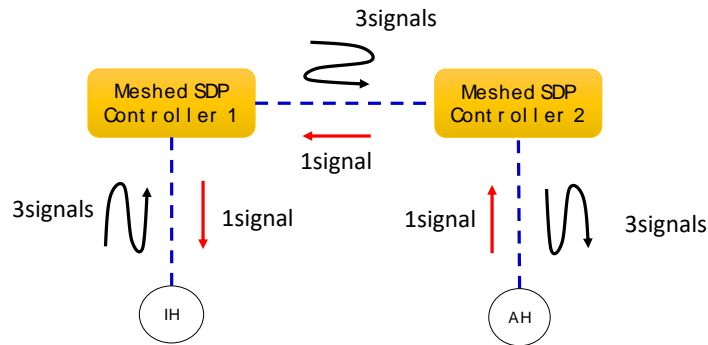 3signals
Meshed SDP
Controller 1
Meshed SDP
Controller 2
1signal
3signals
1signal
1signal
3signals
IH
AH